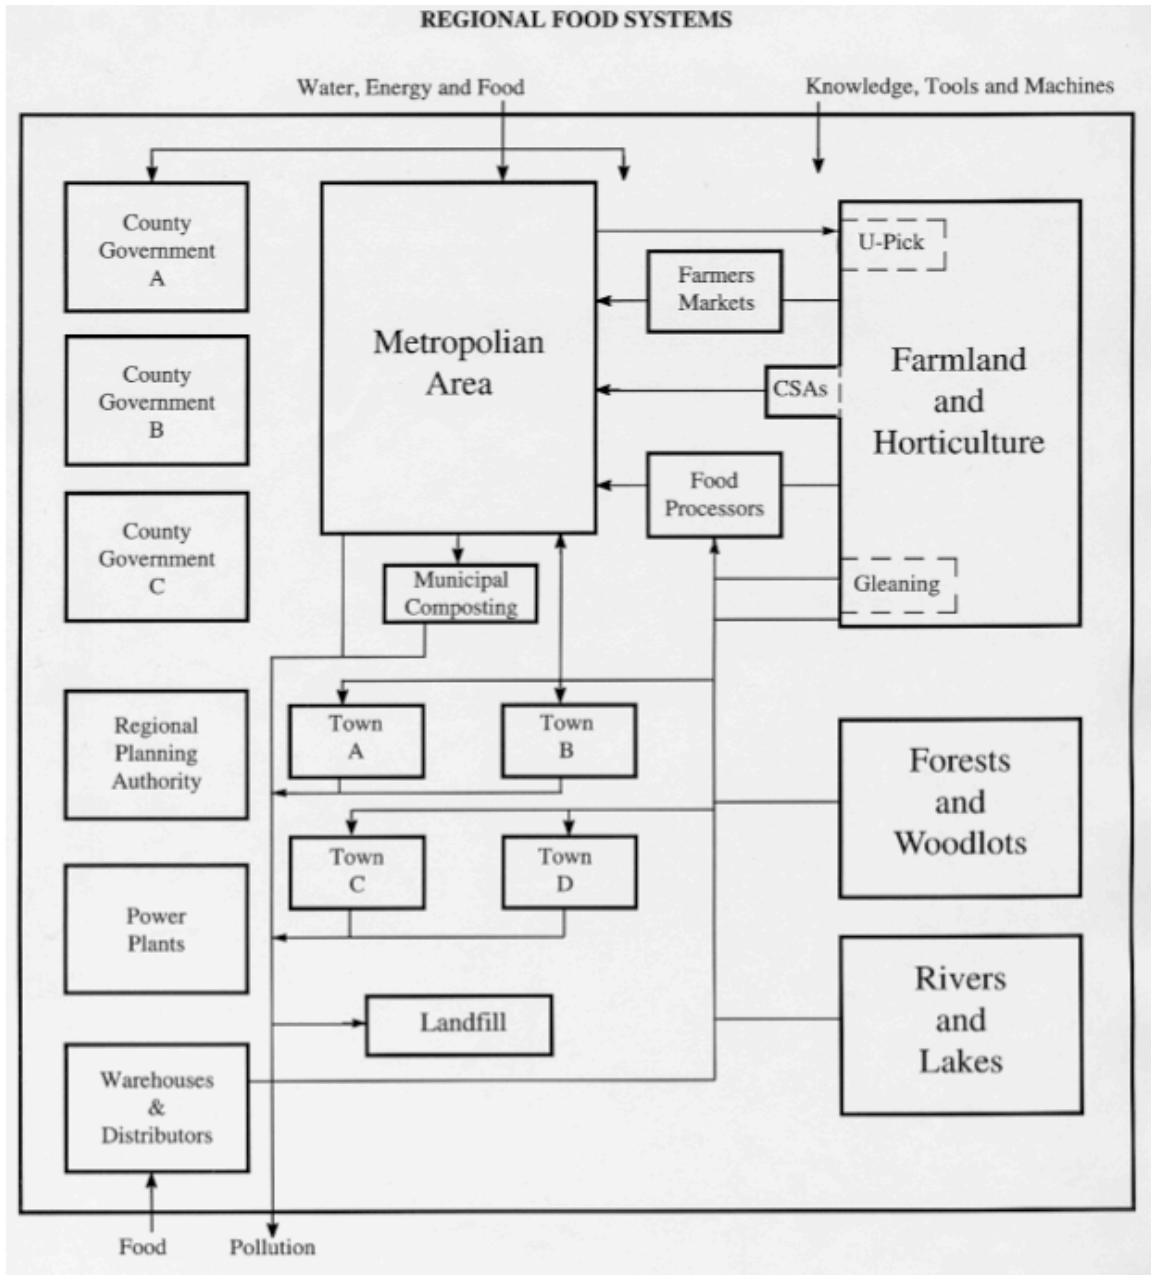 REGIONAL FOOD SYSTEMS
Water, Energy and Food
Knowledge, Tools and Machines
County
Government
A
County
Government
B
County
Government
C
Regional
Planning
Authority
Power
Plants
Warehouses
&
Distributors
Food
Pollution
Metropolian
Area
Municipal
Composting
Town
A
Town
B
Town
C
Town
D
Landfill
Farmers
Markets
CSAs
Food
Processors
U-Pick
Farmland
and
Horticulture
Gleaning
Forests
and
Woodlots
Rivers
and
Lakes